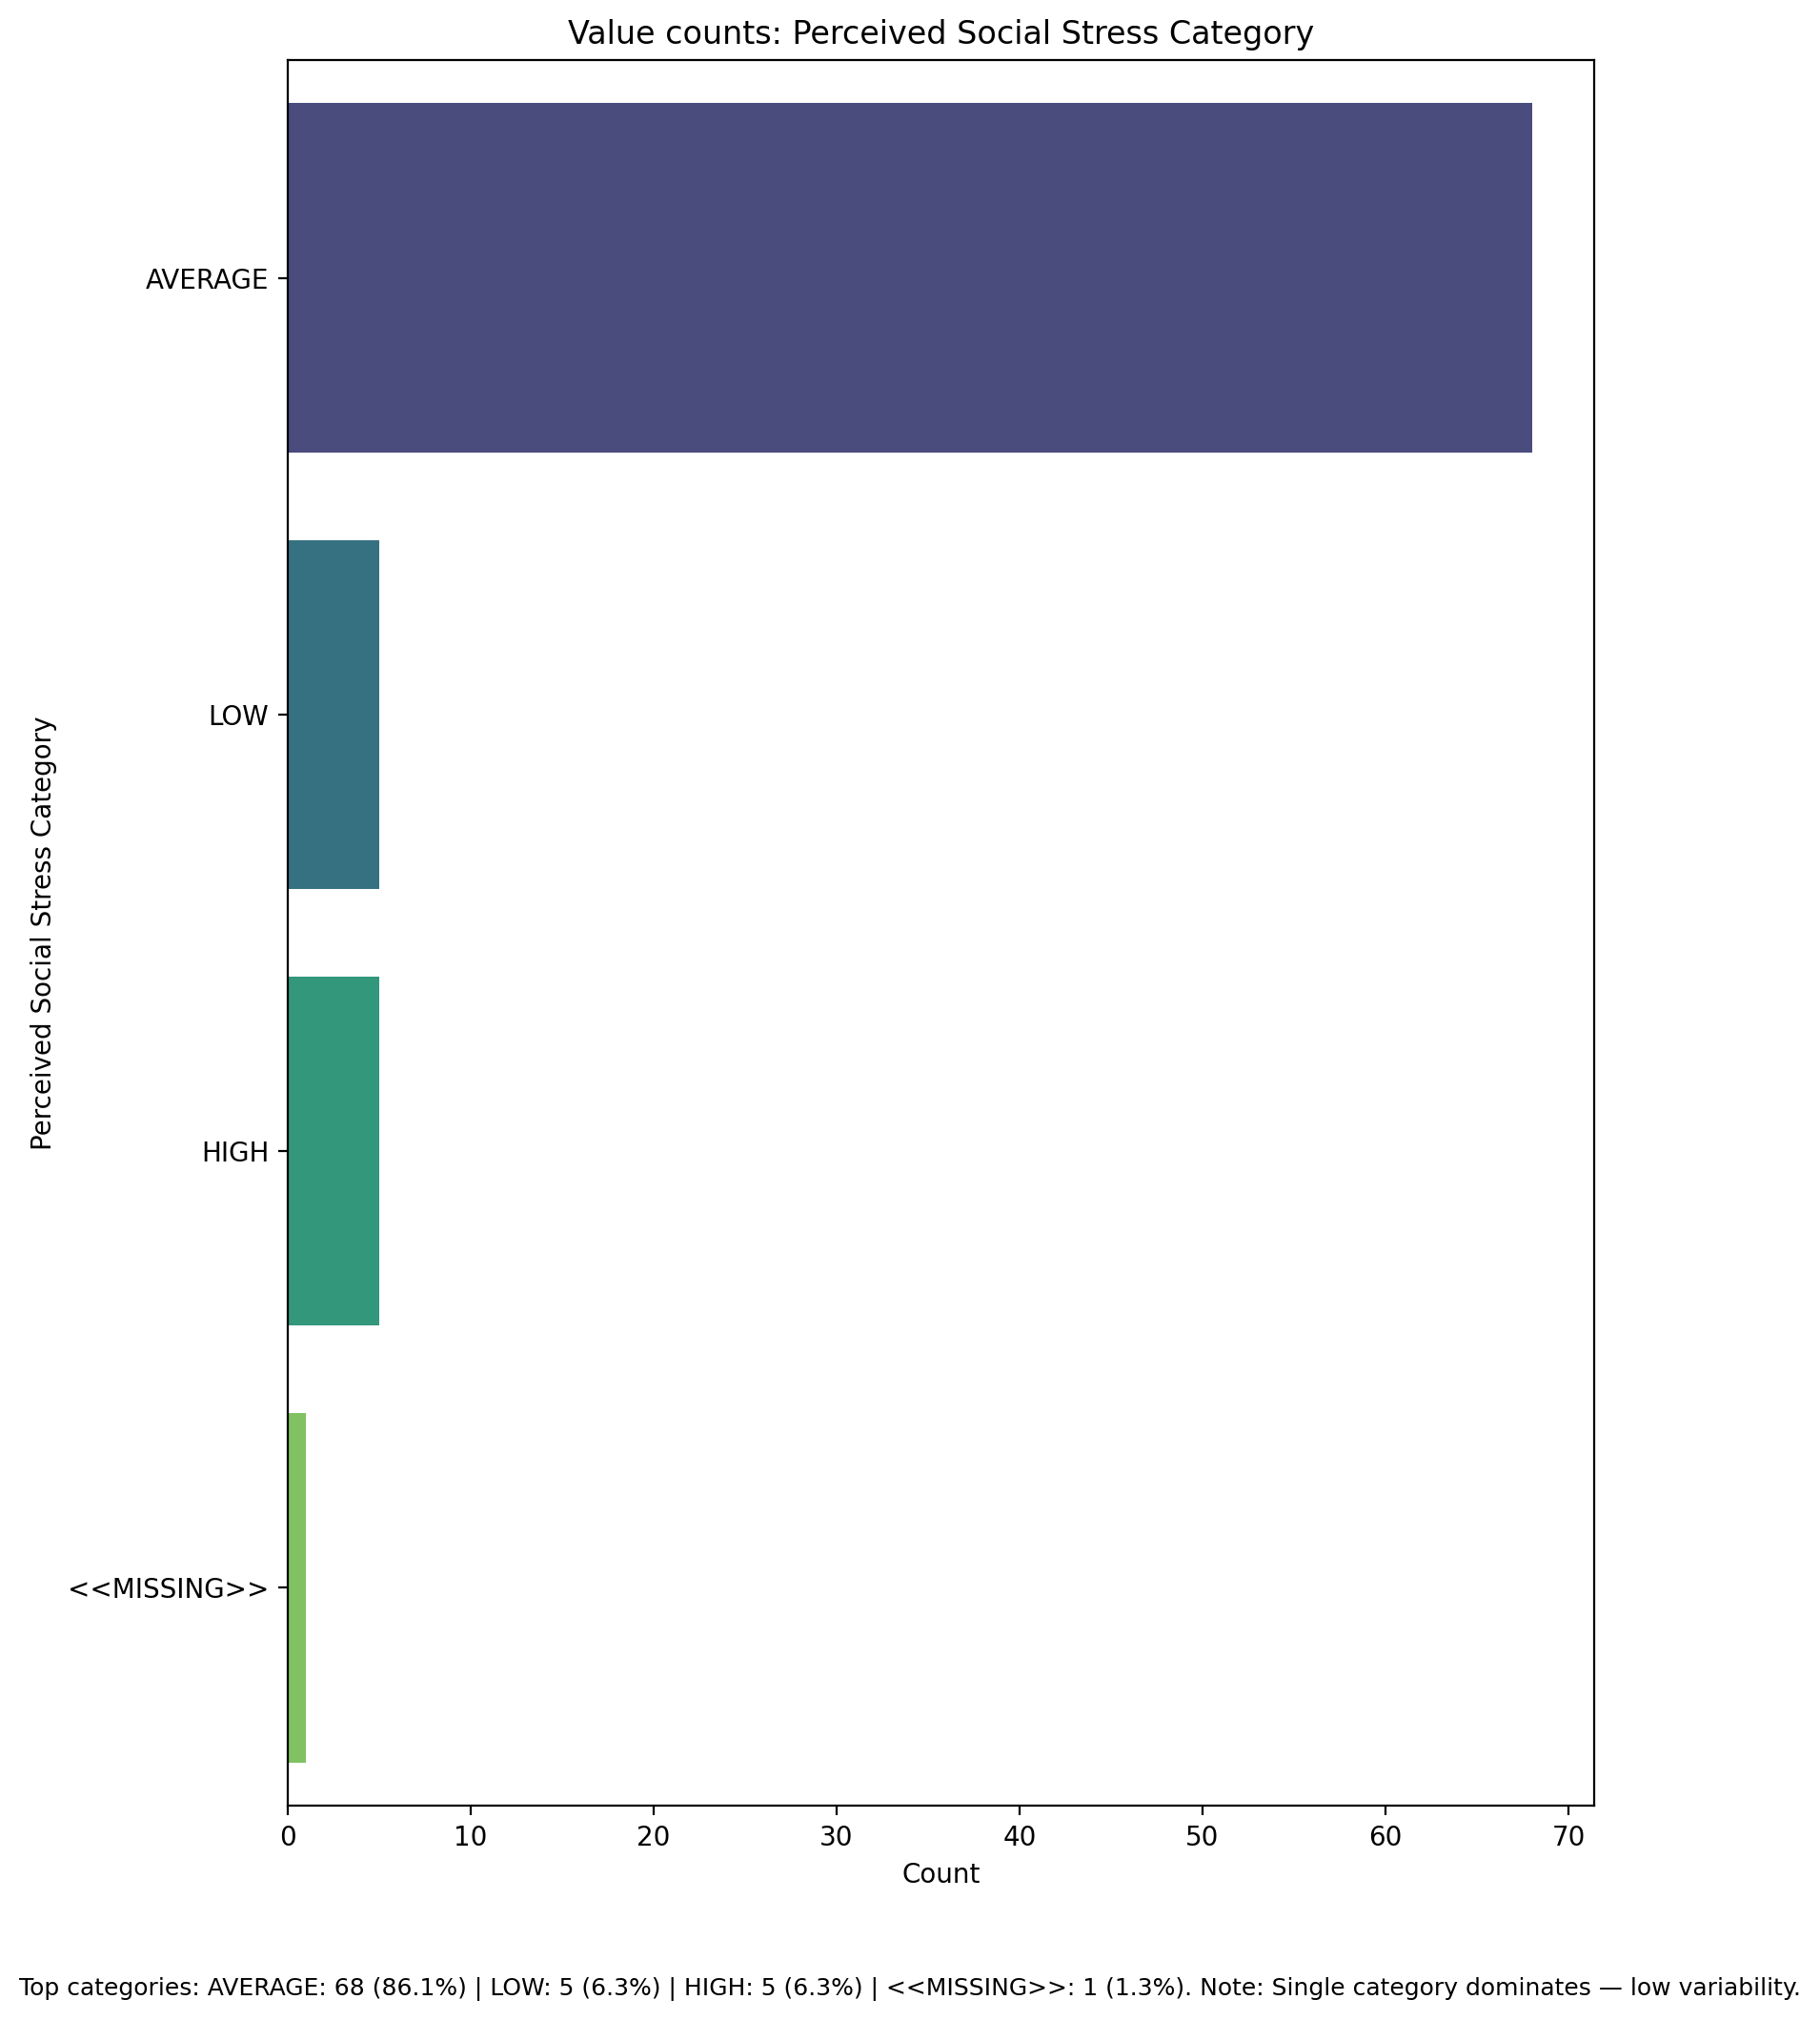 Value counts: Perceived Social Stress Category
Perceived Social Stress Category
AVERAGE
LOW
HIGH
<<MISSING>>
0 10 20 30 40 50 60 70
Count
Top categories: AVERAGE: 68 (86.1%) | LOW: 5 (6.3%) | HIGH: 5 (6.3%) | <<MISSING>>: 1 (1.3%). Note: Single category dominates — low variability.